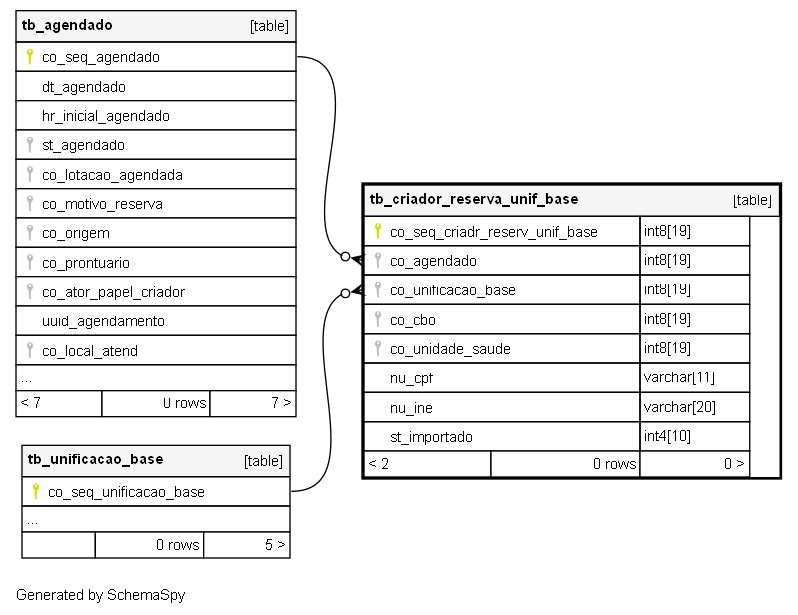 tb_agendado [table]
co_seq_agendado
dt_agendado
hr_inicial_agendado
st_agendado
co_lotacao_agendada
co_motivo_reserva
co_origem
co_prontuario
co_ator_papel_criador
uuid_agendamento
co_local_atend
...
< 7 0 rows 7 >
tb_unificacao_base [table]
co_seq_unificacao_base
...
0 rows 5 >
tb_criador_reserva_unif_base [table]
co_seq_criadr_reserv_unif_base int8[19]
co_agendado int8[19]
co_unificacao_base int8[19]
co_cbo int8[19]
co_unidade_saude int8[19]
nu_cpf varchar[11]
nu_ine varchar[20]
st_importado int4[10]
< 2 0 rows 0 >
Generated by SchemaSpy